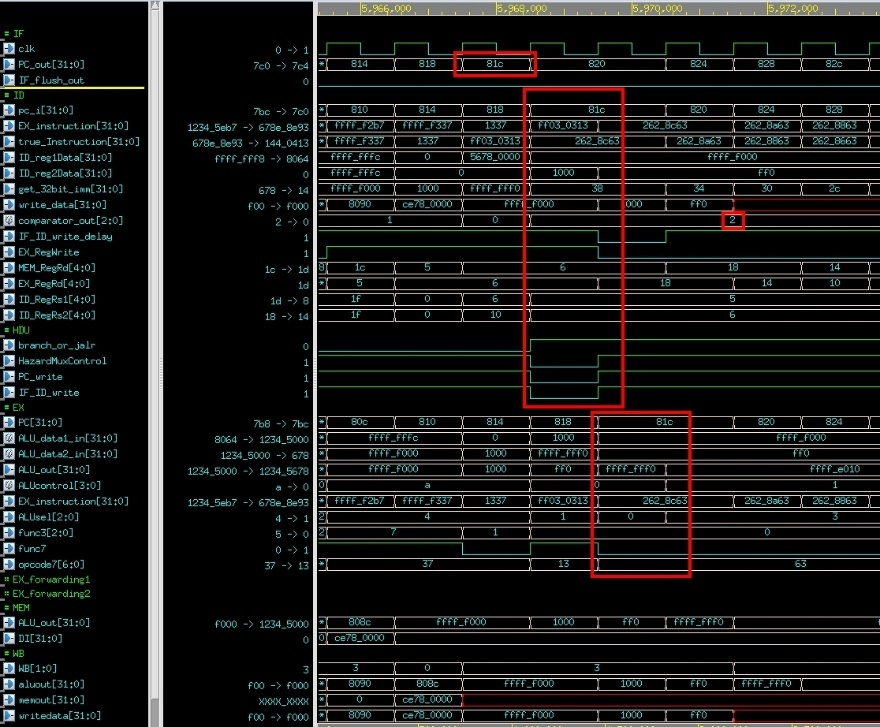 5,966,000 5,968,000 5,970,000 5,972,000
IF
clk 0 -> 1
PC_out[31:0] 7c0 -> 7c4 * 814 818 81c 820 824 828 82c *
IF_flush_out 0
ID
pc_i[31:0] 7bc -> 7c0 * 810 814 818 81c 820 824 828
EX_instruction[31:0] 1234_5eb7 -> 678e_8e93 * ffff_f2b7 ffff_f337 1337 ff03_0313 262_8c63 262_8a63 262_8863
true_Instruction[31:0] 678e_8e93 -> 144_0413 * ffff_f337 1337 ff03_0313 262_8c63 262_8a63 262_8863 262_8663
ID_reg1Data[31:0] ffff_fff8 -> 8064 * ffff_fffc 0 5678_0000 ffff_f000
ID_reg2Data[31:0] 0 ffff_fffc 0 1000 ff0
get_32bit_imm[31:0] 678 -> 14 ffff_f000 1000 ffff_fff0 38 34 30 2c
write_data[31:0] f00 -> f000 * 8090 ce78_0000 ffff_f000 1000 ff0
comparator_out[2:0] 2 -> 0 1 0 2
IF_ID_write_delay 1
EX_RegWrite 1
MEM_RegRd[4:0] 1c -> 1d 8 1c 5 6 18 14
EX_RegRd[4:0] 1d * 5 6 18 14 10
ID_RegRs1[4:0] 1d -> 8 1f 0 6 5
ID_RegRs2[4:0] 18 -> 14 1f 0 10 6
HDU
branch_or_jalr 0
HazardMuxControl 1
PC_write 1
IF_ID_write 1
EX
PC[31:0] 7b8 -> 7bc * 80c 810 814 818 81c 820 824
ALU_data1_in[31:0] 8064 -> 1234_5000 * ffff_fffc 0 1000 ffff_f000
ALU_data2_in[31:0] 1234_5000 -> 678 * ffff_f000 1000 ffff_fff0 ff0
ALU_out[31:0] 1234_5000 -> 1234_5678 * ffff_f000 1000 ff0 ffff_fff0 ffff_e010
ALUcontrol[3:0] a -> 0 0 a 0 1
EX_instruction[31:0] 1234_5eb7 -> 678e_8e93 * ffff_f2b7 ffff_f337 1337 ff03_0313 262_8c63 262_8a63 262_8863
ALUsel[2:0] 4 -> 1 2 4 1 0 3
func3[2:0] 5 -> 0 2 7 1 0
func7 0 -> 1
opcode7[6:0] 37 -> 13 * 37 13 63
EX_forwarding1
EX_forwarding2
MEM
ALU_out[31:0] f000 -> 1234_5000 * 808c ffff_f000 1000 ff0 ffff_fff0
DI[31:0] 0 0 ce78_0000
WB
WB[1:0] 3 3 0 3
aluout[31:0] f00 -> f000 * 8090 808c ffff_f000 1000 ff0 ffff_fff0
memout[31:0] XXXX_XXXX * 0 ce78_0000
writedata[31:0] f00 -> f000 * 8090 ce78_0000 ffff_f000 1000 ff0